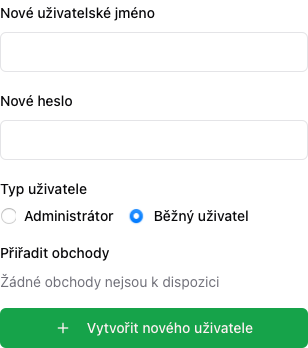 Nové uživatelské jméno
Nové heslo
Typ uživatele
Administrátor Běžný uživatel
Přiřadit obchody
Žádné obchody nejsou k dispozici
+ Vytvořit nového uživatele